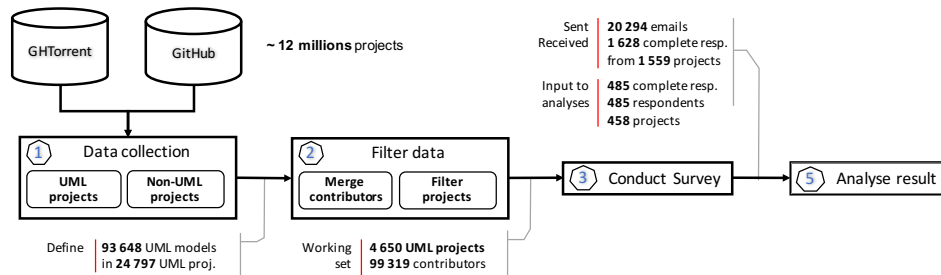 GHTorrent
GitHub
~ 12 millions projects
Sent 20 294 emails
Received 1 628 complete resp.
from 1 559 projects
Input to 485 complete resp.
analyses 485 respondents
458 projects
1 Data collection
UML projects
Non-UML projects
2 Filter data
Merge contributors
Filter projects
3 Conduct Survey
5 Analyse result
Define 93 648 UML models
in 24 797 UML proj.
Working 4 650 UML projects
set 99 319 contributors